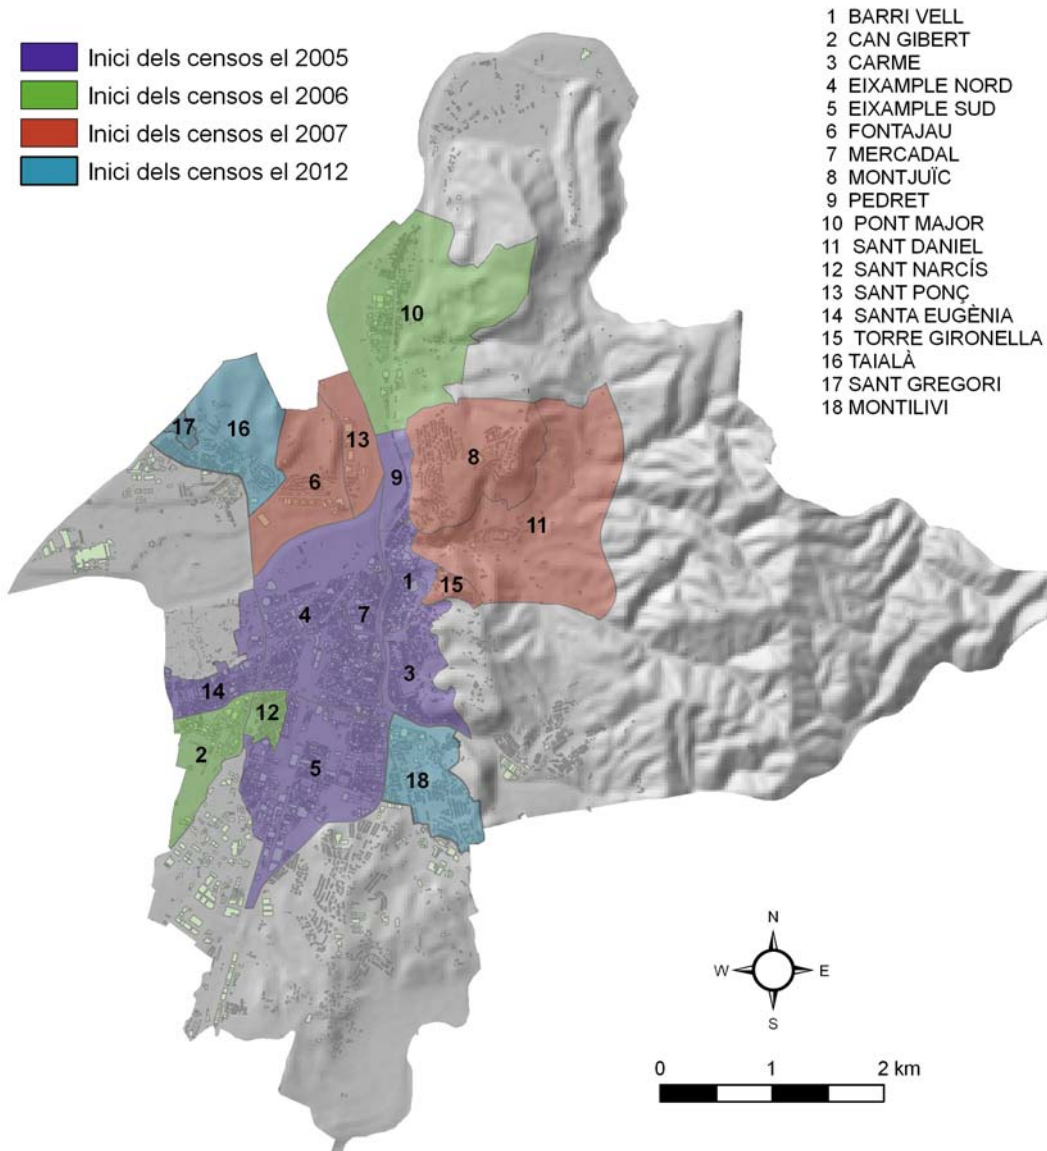 Inici dels censos el 2005
Inici dels censos el 2006
Inici dels censos el 2007
Inici dels censos el 2012
1 BARRI VELL
2 CAN GIBERT
3 CARME
4 EIXAMPLE NORD
5 EIXAMPLE SUD
6 FONTAJAU
7 MERCADAL
8 MONTJUÏC
9 PEDRET
10 PONT MAJOR
11 SANT DANIEL
12 SANT NARCÍS
13 SANT PONÇ
14 SANTA EUGÈNIA
15 TORRE GIRONELLA
16 TAIALÀ
17 SANT GREGORI
18 MONTILIVI
10
17 16 13
6 9 8
11
1 15
4 7
3
14
12
2 5 18
N
W E
S
0 1 2 km